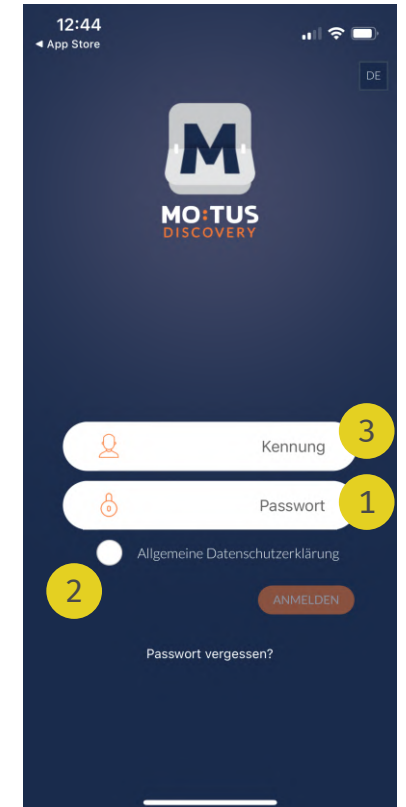 12:44
◄ App Store
DE
M
MO:TUS
DISCOVERY
Kennung
3
Passwort
1
Allgemeine Datenschutzerklärung
2
ANMELDEN
Passwort vergessen?